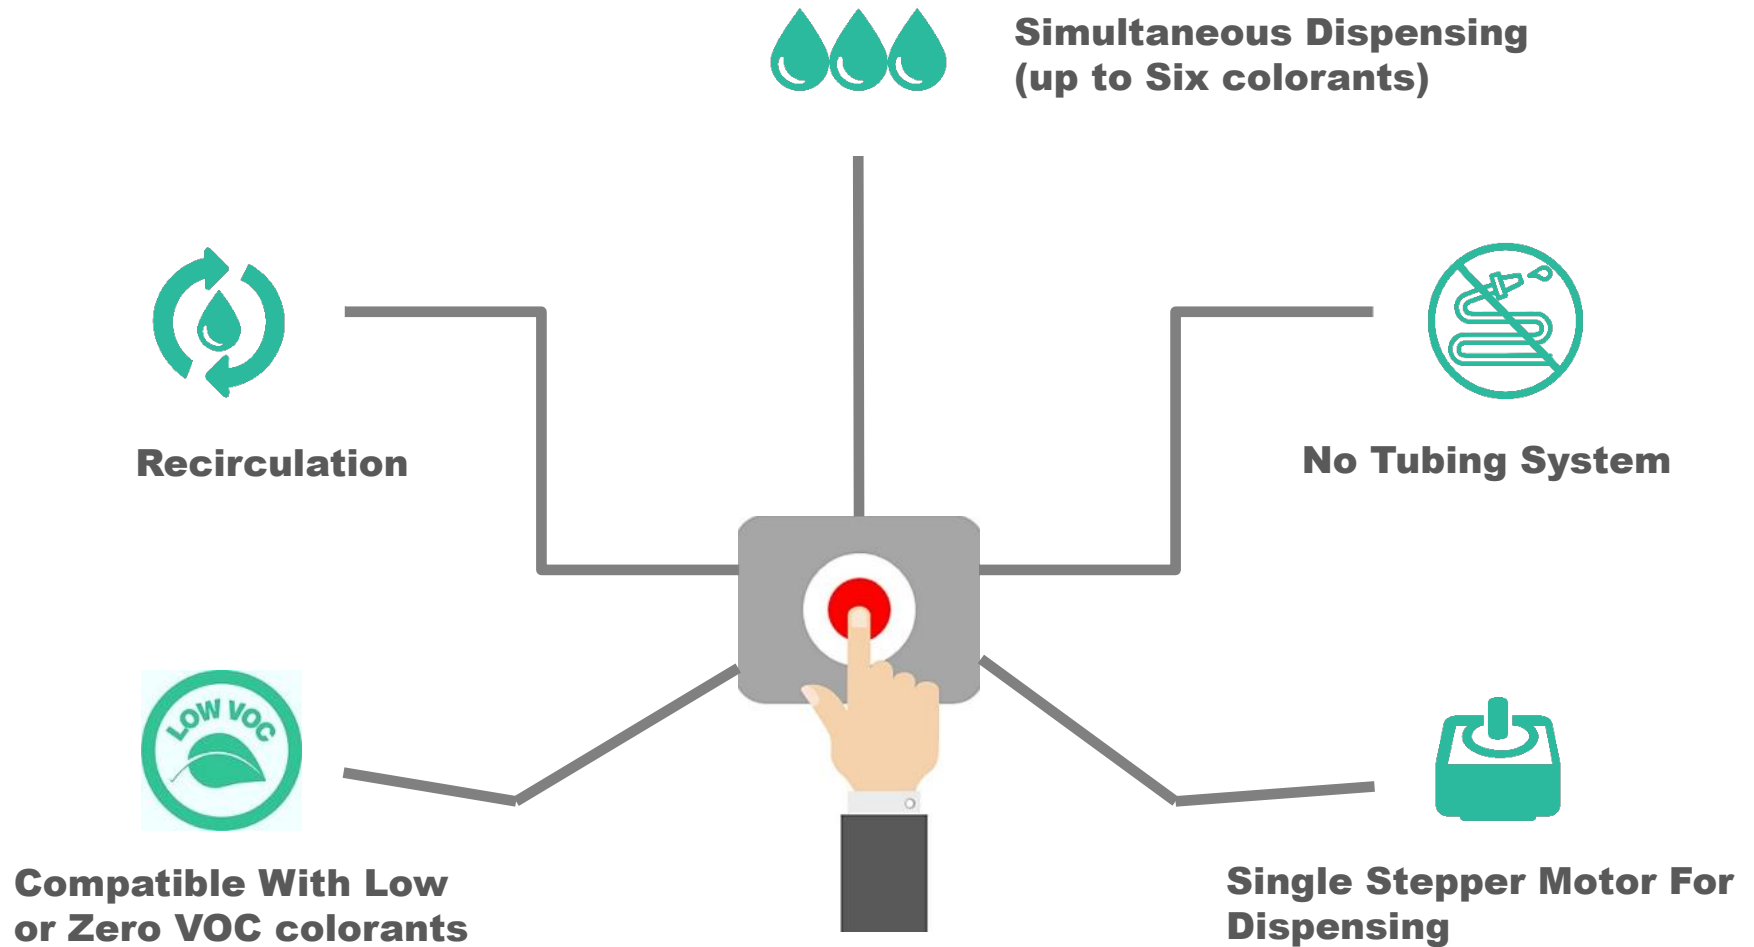 Simultaneous Dispensing
(up to Six colorants)
Recirculation
No Tubing System
LOW VOC
Compatible With Low
or Zero VOC colorants
Single Stepper Motor For
Dispensing